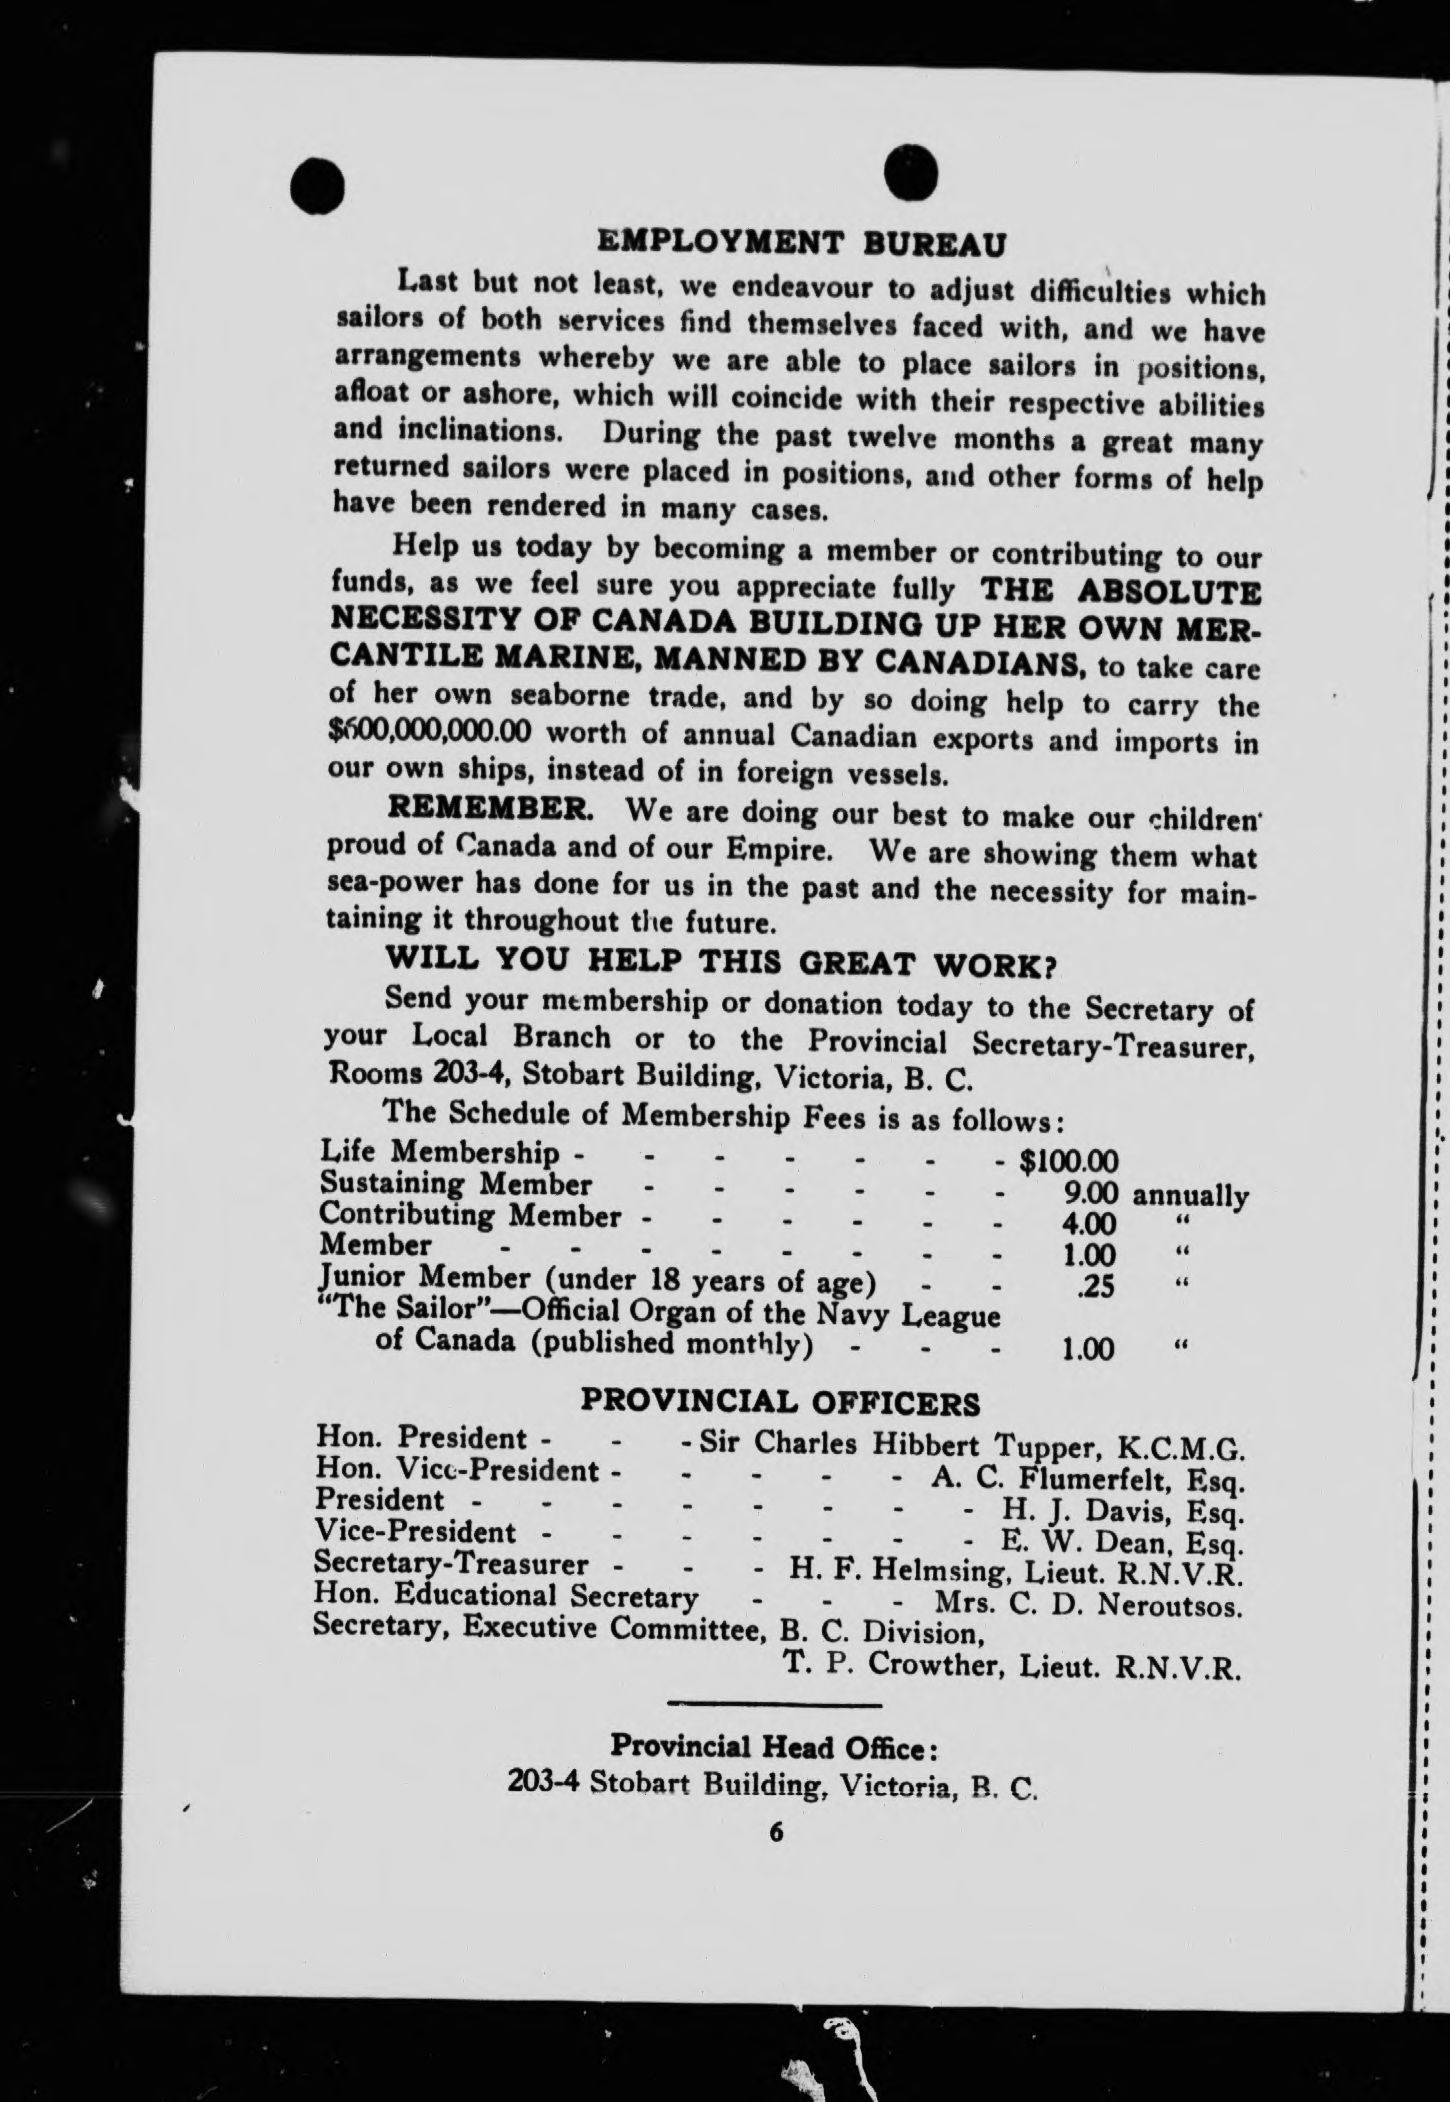 EMPLOYMENT BUREAU
Last but not least, we endeavour to adjust difficulties which
sailors of both services find themselves faced with, and we have
arrangements whereby we are able to place sailors in positions,
afloat or ashore, which will coincide with their respective abilities
and inclinations. During the past twelve months a great many
returned sailors were placed in positions, and other forms of help
have been rendered in many cases.
Help us today by becoming a member or contributing to our
funds, as we feel sure you appreciate fully THE ABSOLUTE
NECESSITY OF CANADA BUILDING UP HER OWN MER-
CANTILE MARINE, MANNED BY CANADIANS, to take care
of her own seaborne trade, and by so doing help to carry the
$600,000,000.00 worth of annual Canadian exports and imports in
our own ships, instead of in foreign vessels.
REMEMBER. We are doing our best to make our children
proud of Canada and of our Empire. We are showing them what
sea-power has done for us in the past and the necessity for main-
taining it throughout the future.
WILL YOU HELP THIS GREAT WORK?
Send your membership or donation today to the Secretary of
your Local Branch or to the Provincial Secretary-Treasurer,
Rooms 203-4, Stobart Building, Victoria, B. C.
The Schedule of Membership Fees is as follows:
Life Membership - - - - - - - $100.00
Sustaining Member - - - - - - 9.00 annually
Contributing Member - - - - - - 4.00 "
Member - - - - - - - - 1.00 "
Junior Member (under 18 years of age) - - .25 "
"The Sailor"—Official Organ of the Navy League
of Canada (published monthly) - - - 1.00 "
PROVINCIAL OFFICERS
Hon. President - - - Sir Charles Hibbert Tupper, K.C.M.G.
Hon. Vice-President - - - - - A. C. Flumerfelt, Esq.
President - - - - - - - - H. J. Davis, Esq.
Vice-President - - - - - - - E. W. Dean, Esq.
Secretary-Treasurer - - - H. F. Helmsing, Lieut. R.N.V.R.
Hon. Educational Secretary - - - Mrs. C. D. Neroutsos.
Secretary, Executive Committee, B. C. Division,
T. P. Crowther, Lieut. R.N.V.R.
Provincial Head Office:
203-4 Stobart Building, Victoria, B. C.
6